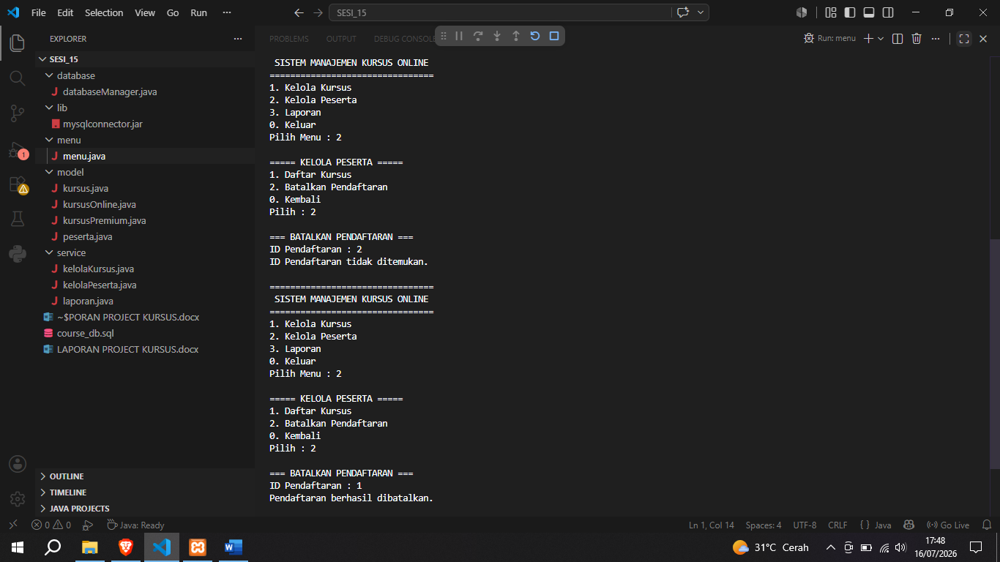 File Edit Selection View Go Run ···
SESI_15
EXPLORER ···
SESI_15
database
databaseManager.java
lib
mysqlconnector.jar
menu
menu.java
model
kursus.java
kursusOnline.java
kursusPremium.java
peserta.java
service
kelolaKursus.java
kelolaPeserta.java
laporan.java
~$PORAN PROJECT KURSUS.docx
course_db.sql
LAPORAN PROJECT KURSUS.docx
OUTLINE
TIMELINE
JAVA PROJECTS
1
PROBLEMS OUTPUT DEBUG CONSOLE
Run: menu
SISTEM MANAJEMEN KURSUS ONLINE
================================
1. Kelola Kursus
2. Kelola Peserta
3. Laporan
0. Keluar
Pilih Menu : 2
===== KELOLA PESERTA =====
1. Daftar Kursus
2. Batalkan Pendaftaran
0. Kembali
Pilih : 2
=== BATALKAN PENDAFTARAN ===
ID Pendaftaran : 2
ID Pendaftaran tidak ditemukan.
================================
SISTEM MANAJEMEN KURSUS ONLINE
================================
1. Kelola Kursus
2. Kelola Peserta
3. Laporan
0. Keluar
Pilih Menu : 2
===== KELOLA PESERTA =====
1. Daftar Kursus
2. Batalkan Pendaftaran
0. Kembali
Pilih : 2
=== BATALKAN PENDAFTARAN ===
ID Pendaftaran : 1
Pendaftaran berhasil dibatalkan.
0 0 Java: Ready Ln 1, Col 14 Spaces: 4 UTF-8 CRLF {} Java Go Live
31°C Cerah
17:48
16/07/2026